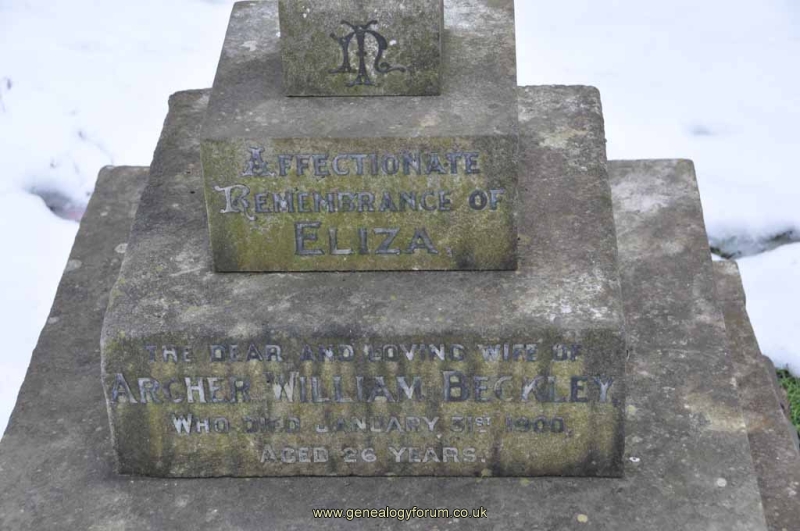 IN
AFFECTIONATE
REMEMBRANCE OF
ELIZA
THE DEAR AND LOVING WIFE OF
ARCHER WILLIAM BECKLEY,
WHO DIED JANUARY 31ST 1900,
AGED 26 YEARS.
www.genealogyforum.co.uk